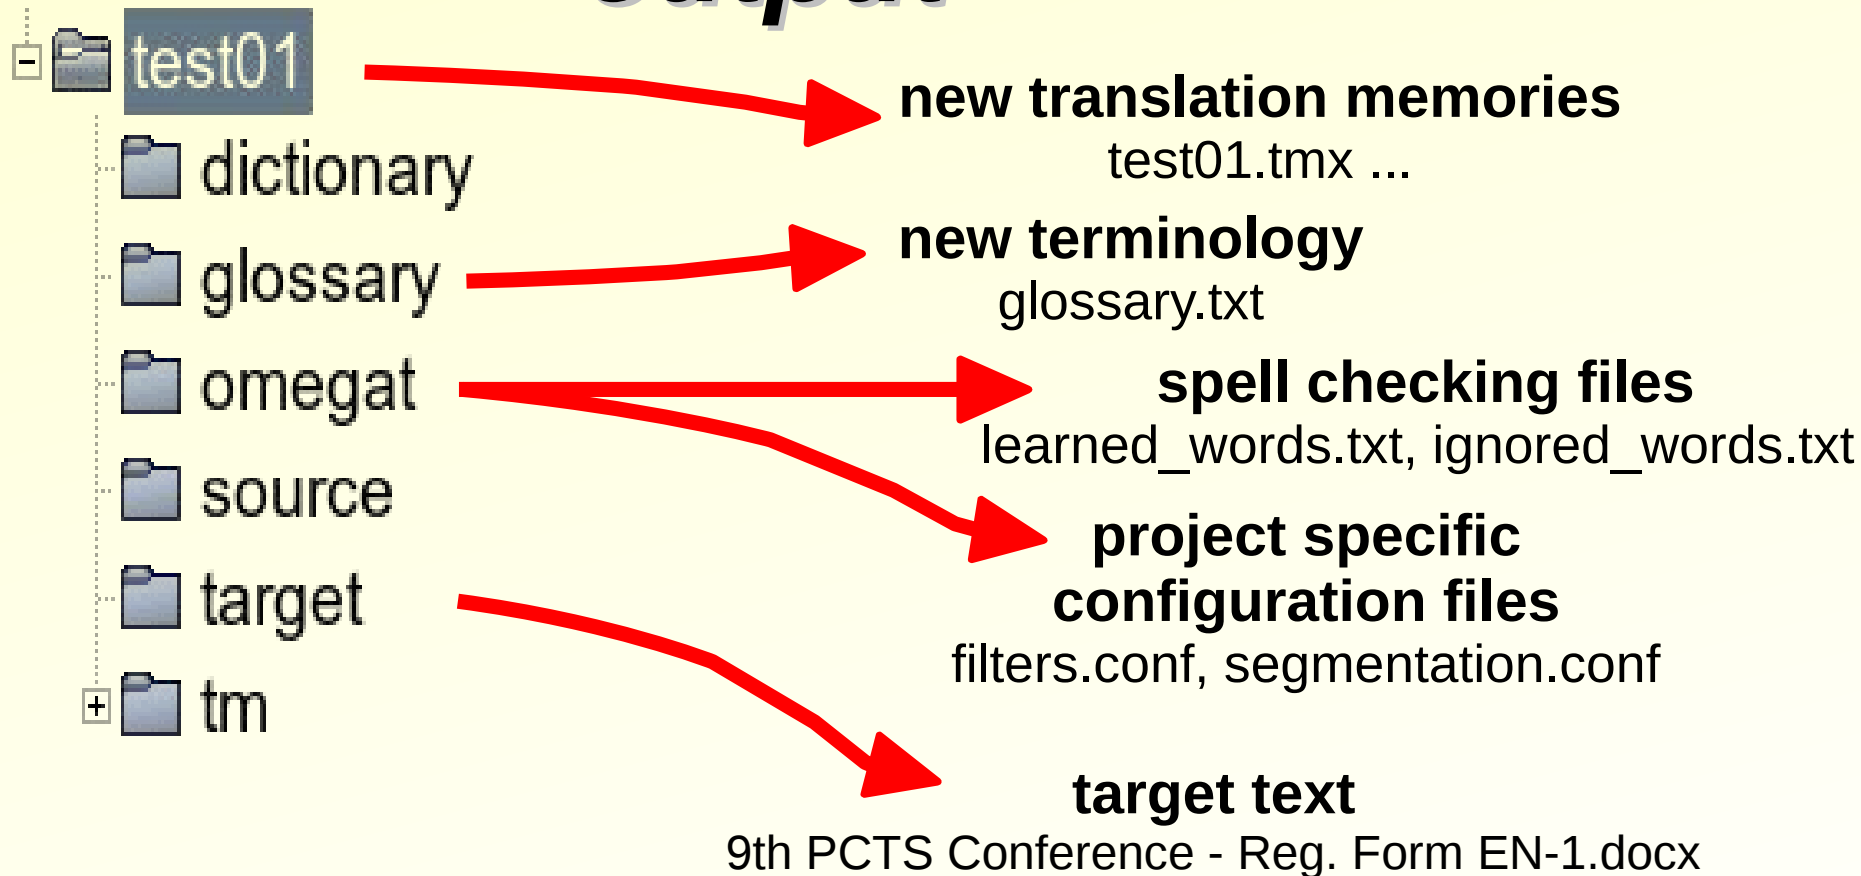 output
test01
dictionary
glossary
omegat
source
target
tm
new translation memories
test01.tmx ...
new terminology
glossary.txt
spell checking files
learned_words.txt, ignored_words.txt
project specific
configuration files
filters.conf, segmentation.conf
target text
9th PCTS Conference - Reg. Form EN-1.docx